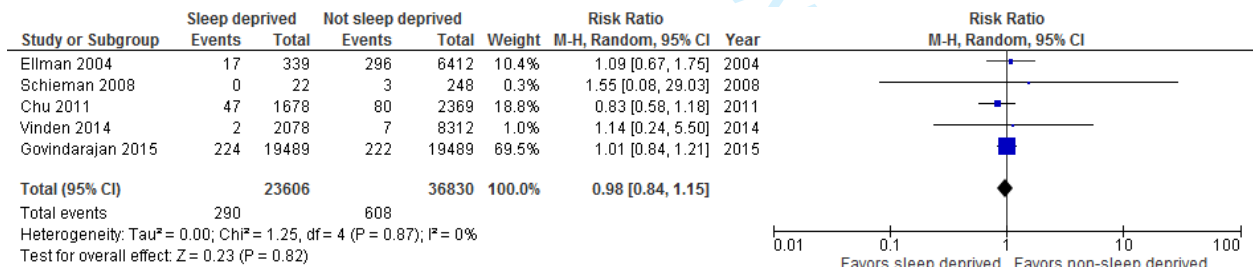 Sleep deprived Not sleep deprived Risk Ratio Risk Ratio
Study or Subgroup Events Total Events Total Weight M-H, Random, 95% CI Year M-H, Random, 95% CI
Ellman 2004 17 339 296 6412 10.4% 1.09 [0.67, 1.75] 2004
Schieman 2008 0 22 3 248 0.3% 1.55 [0.08, 29.03] 2008
Chu 2011 47 1678 80 2369 18.8% 0.83 [0.58, 1.18] 2011
Vinden 2014 2 2078 7 8312 1.0% 1.14 [0.24, 5.50] 2014
Govindarajan 2015 224 19489 222 19489 69.5% 1.01 [0.84, 1.21] 2015
Total (95% CI) 23606 36830 100.0% 0.98 [0.84, 1.15]
Total events 290 608
Heterogeneity: Tau² = 0.00; Chi² = 1.25, df = 4 (P = 0.87); I² = 0%
Test for overall effect: Z = 0.23 (P = 0.82)
0.01 0.1 1 10 100
Favors sleep deprived Favors non-sleep deprived